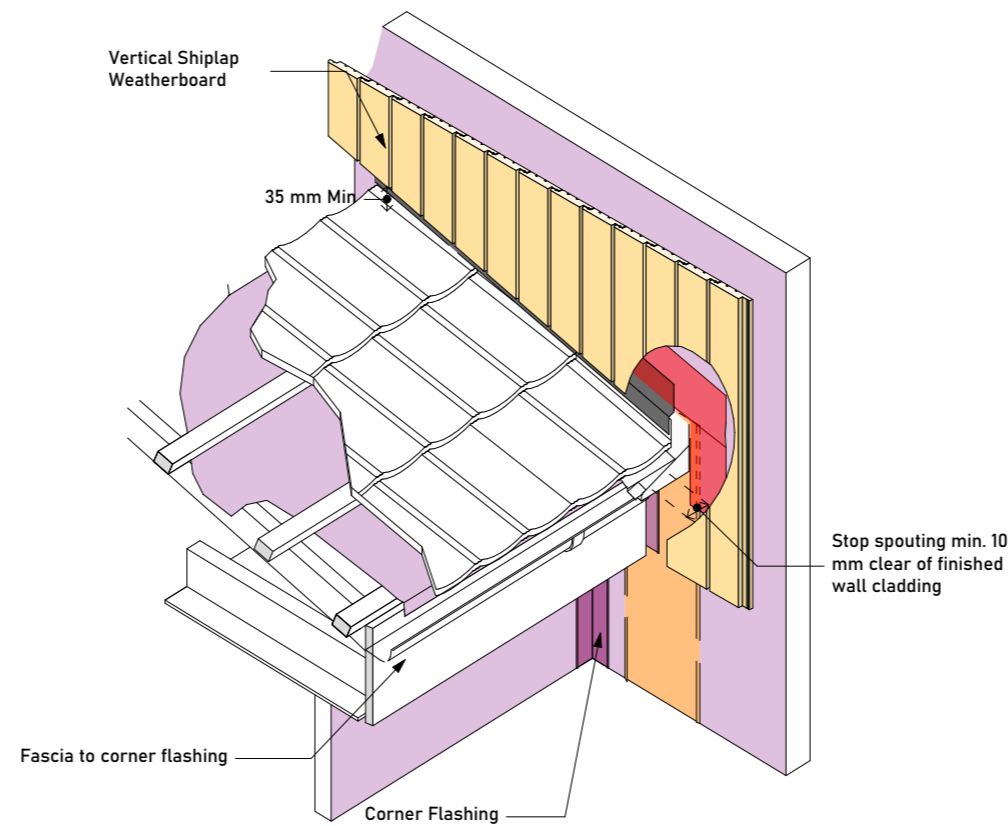 Vertical Shiplap
Weatherboard
35 mm Min
Stop spouting min. 10
mm clear of finished
wall cladding
Fascia to corner flashing
Corner Flashing